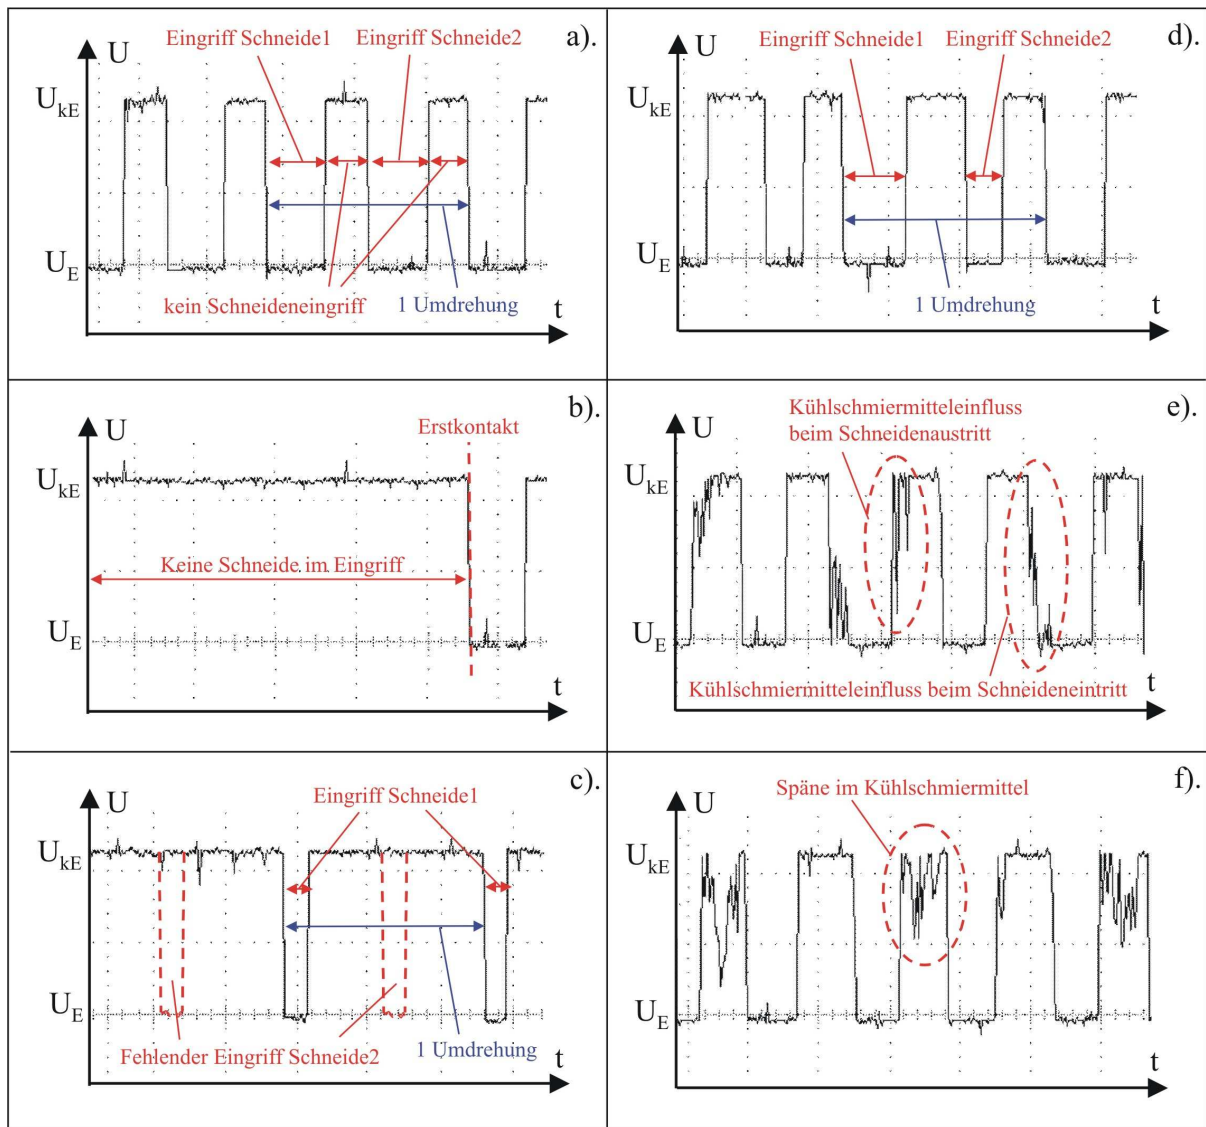 a).
U
Eingriff Schneide1
Eingriff Schneide2
UkE
UE
kein Schneideneingriff
1 Umdrehung
t
d).
U
Eingriff Schneide1
Eingriff Schneide2
UkE
UE
1 Umdrehung
t
b).
U
Erstkontakt
UkE
Keine Schneide im Eingriff
UE
t
e).
Kühlschmiermitteleinfluss
beim Schneidenaustritt
U
UkE
UE
Kühlschmiermitteleinfluss beim Schneideneintritt
t
c).
U
Eingriff Schneide1
UkE
UE
Fehlender Eingriff Schneide2
1 Umdrehung
t
f).
Späne im Kühlschmiermittel
U
UkE
UE
t